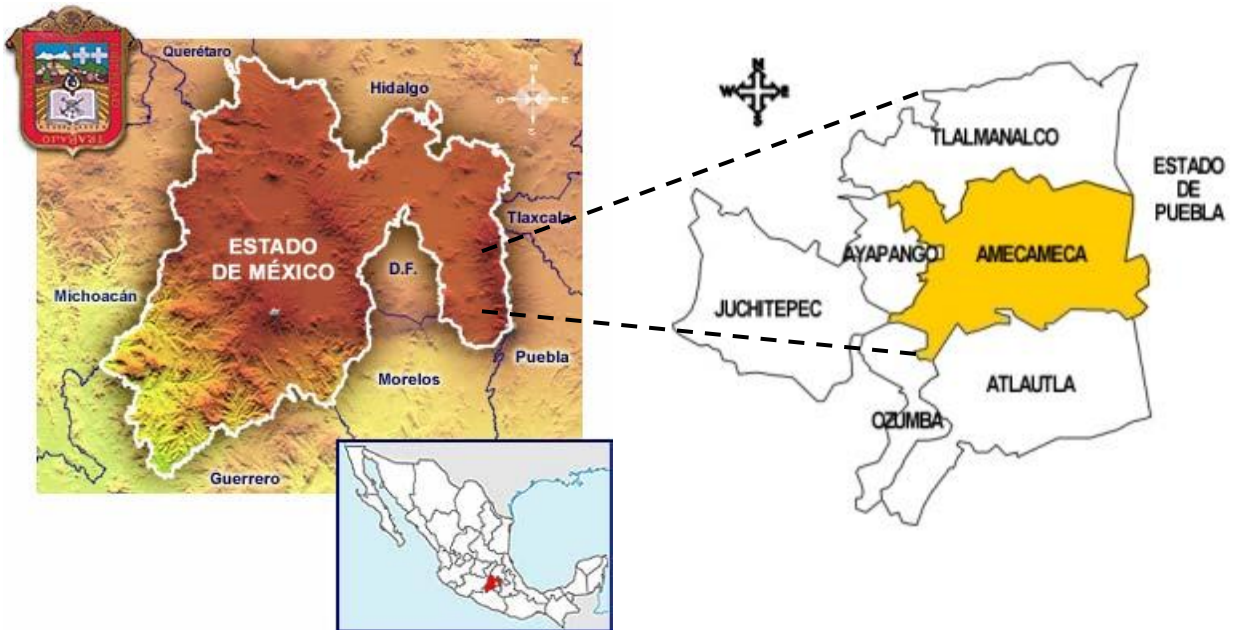 Querétaro
Hidalgo
N
O
E
S
Tlaxcala
ESTADO
DE MÉXICO
D.F.
Michoacán
Puebla
Morelos
Guerrero
TRABAJO
N
W
E
S
TLALMANALCO
ESTADO
DE
PUEBLA
AYAPANGO
AMECAMECA
JUCHITEPEC
ATLAUTLA
OZUMBA